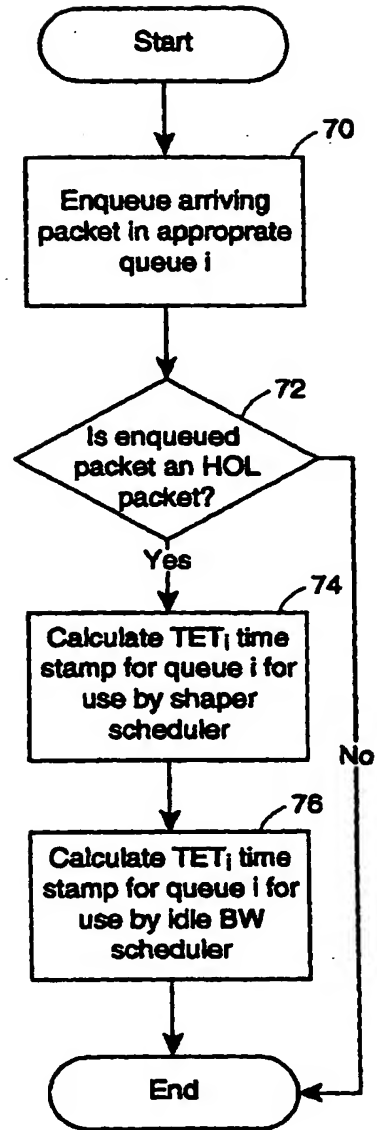 Start
70
Enqueue arriving
packet in approprate
queue i
72
Is enqueued
packet an HOL
packet?
Yes
74
Calculate TETi time
stamp for queue i for
use by shaper
scheduler
No
76
Calculate TETi time
stamp for queue i for
use by idle BW
scheduler
End